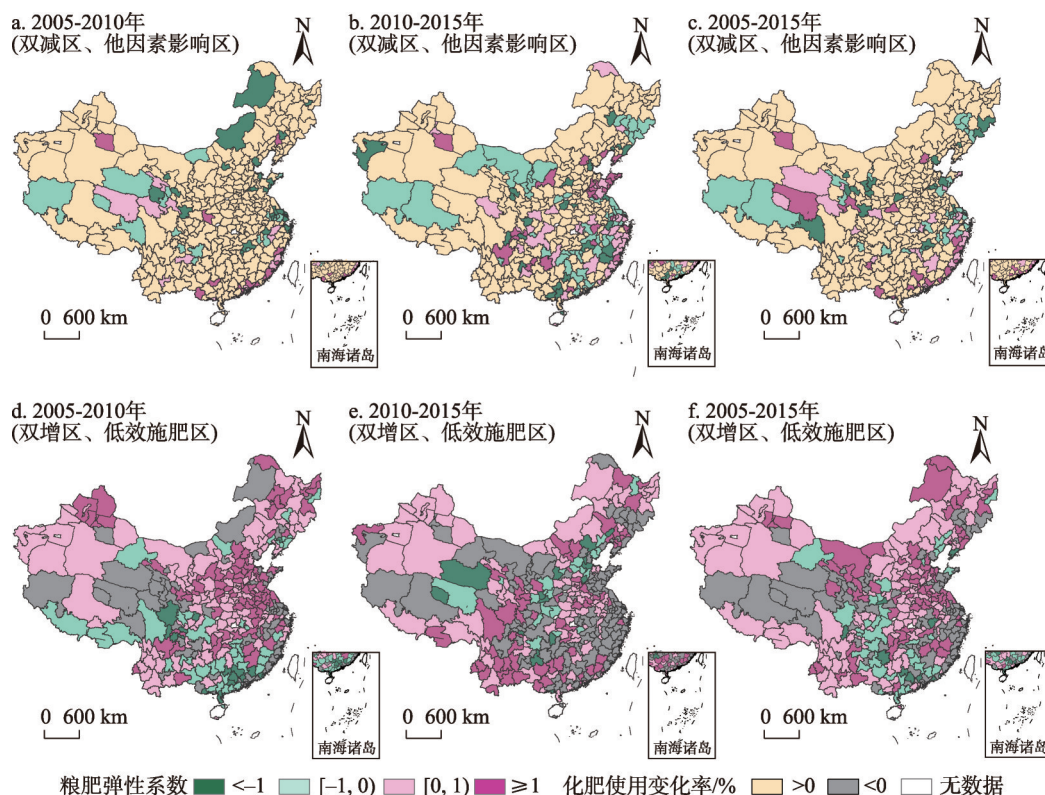 a. 2005-2010年
(双减区、他因素影响区)
N
0 600 km
南海诸岛
b. 2010-2015年
(双减区、他因素影响区)
N
0 600 km
南海诸岛
c. 2005-2015年
(双减区、他因素影响区)
N
0 600 km
南海诸岛
d. 2005-2010年
(双增区、低效施肥区)
N
0 600 km
南海诸岛
e. 2010-2015年
(双增区、低效施肥区)
N
0 600 km
南海诸岛
f. 2005-2015年
(双增区、低效施肥区)
N
0 600 km
南海诸岛
粮肥弹性系数 <–1 [–1, 0) [0, 1) ≥1 化肥使用变化率/% >0 <0 无数据